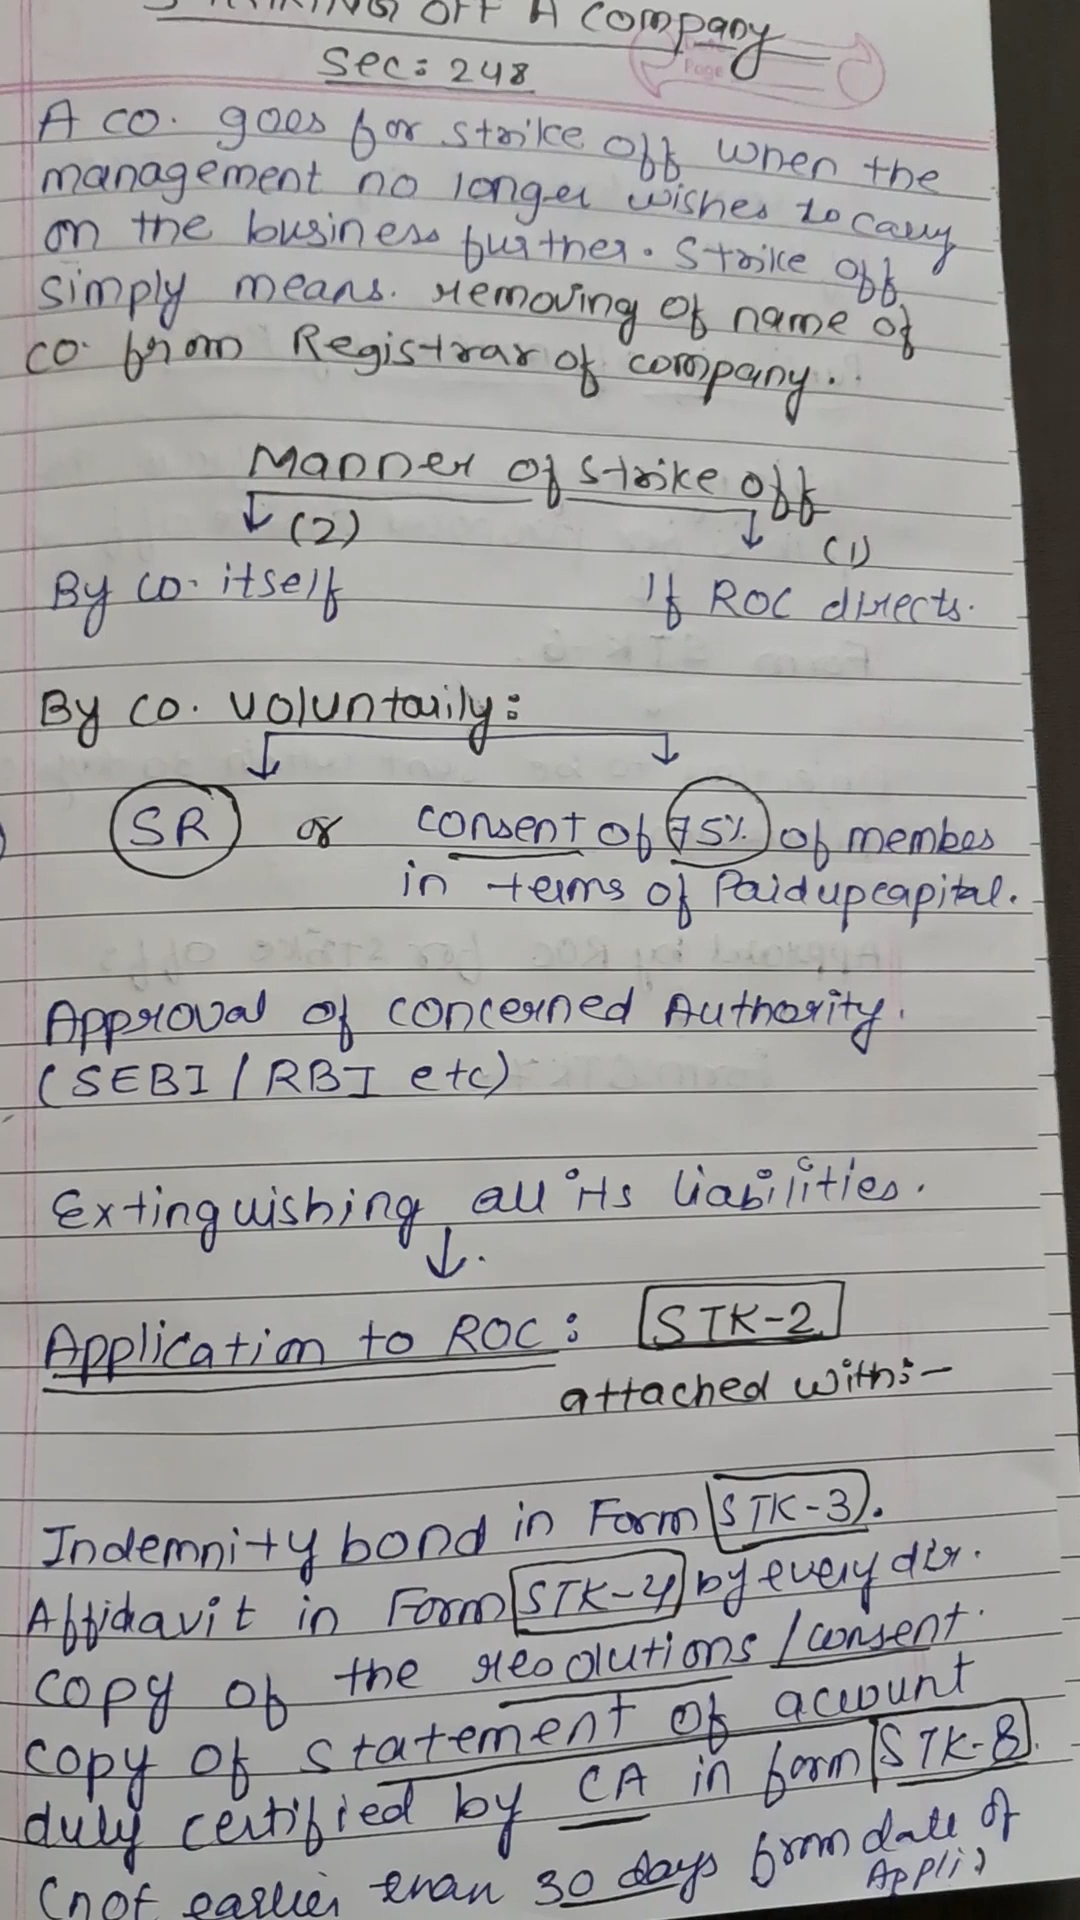 STRIKING OFF A Company
Sec: 248
Page
A co. goes for strike off when the
management no longer wishes to carry
on the business further. Strike off
simply means. removing of name of
co. from Registrar of company.
Manner of strike off
(2) (1)
By co. itself If ROC directs.
By co. voluntarily:
SR or consent of 75% of membes
in terms of Paidupcapital.
Approval of concerned Authority.
(SEBI / RBI etc)
Extinguishing all its liabilities.
Application to ROC: STK-2
attached with:-
Indemnity bond in Form STK-3.
Affidavit in Form STK-4 by every dir.
copy of the resolutions / consent.
copy of statement of account
duly certified by CA in form STK-8.
(not earlier than 30 days from date of
Appli